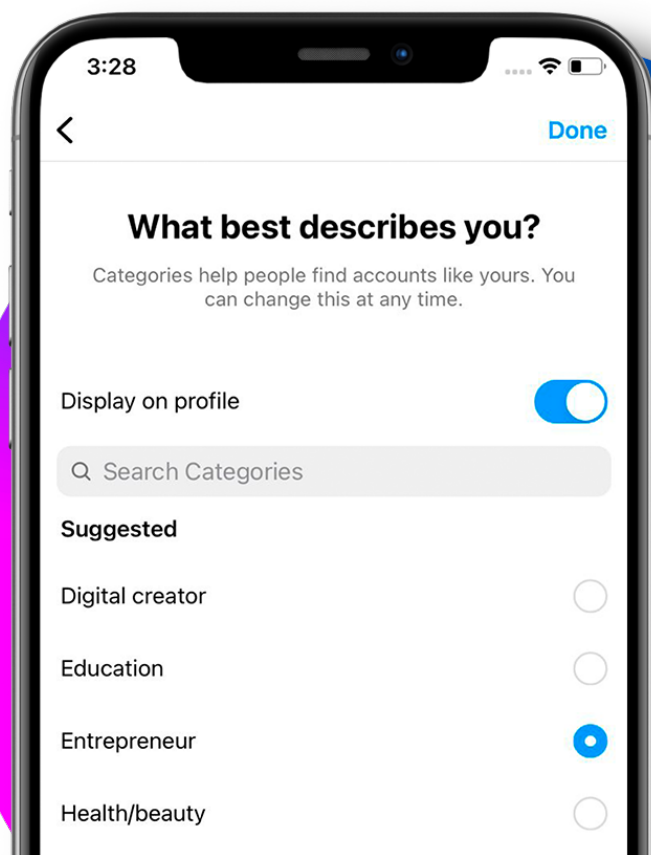 3:28
Done
What best describes you?
Categories help people find accounts like yours. You
can change this at any time.
Display on profile
Search Categories
Suggested
Digital creator
Education
Entrepreneur
Health/beauty